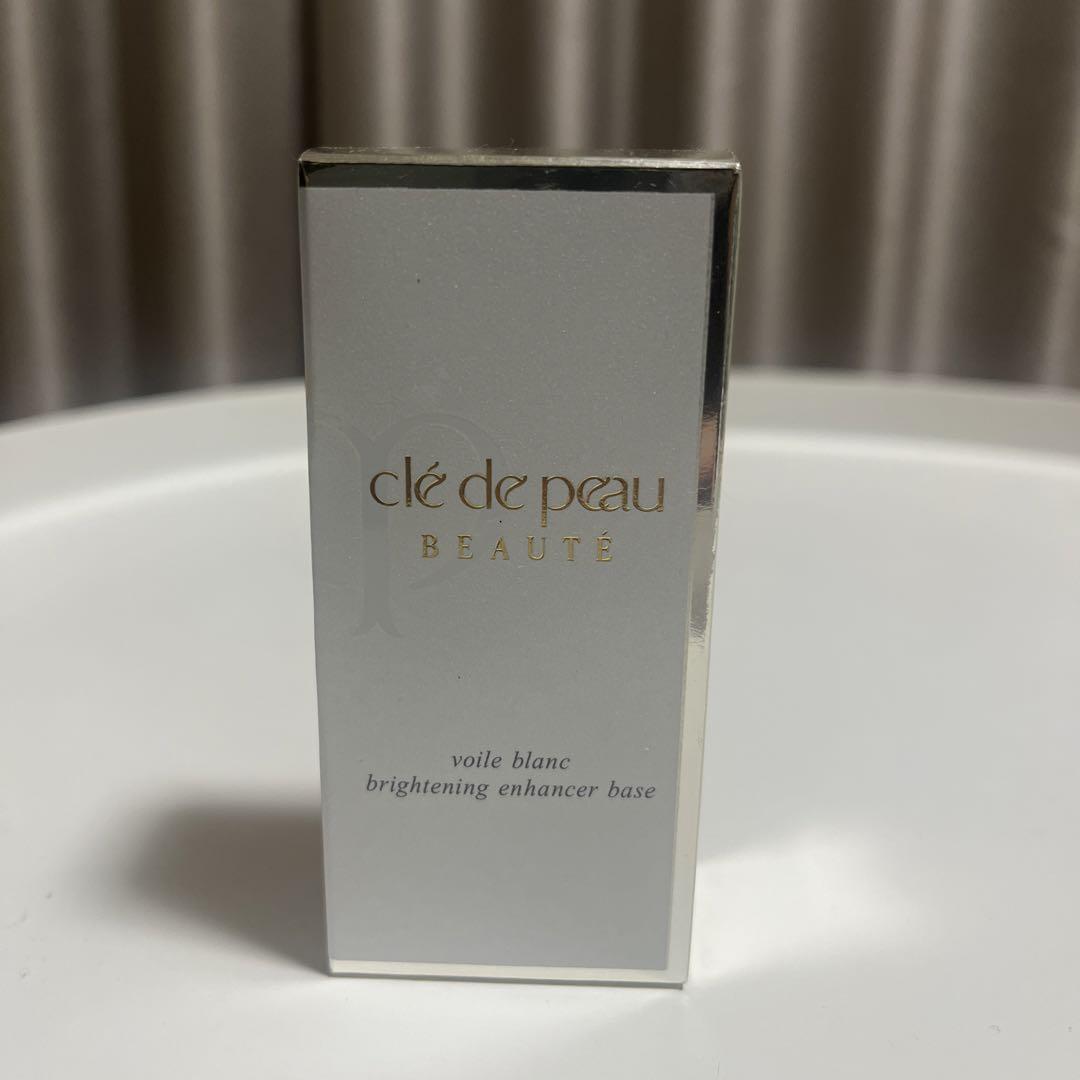 clé de peau
BEAUTÉ
voile blanc
brightening enhancer base